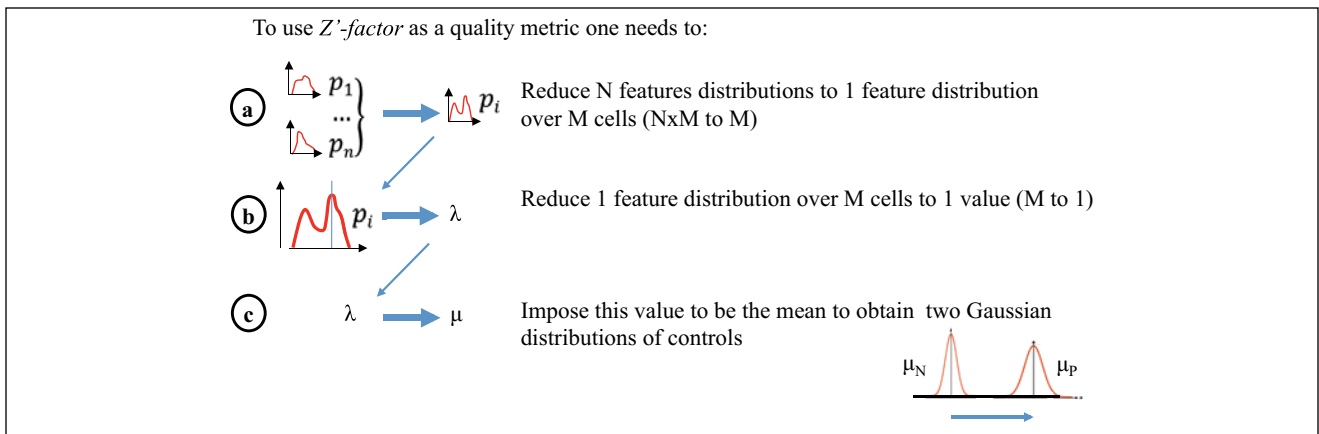 To use Z'-factor as a quality metric one needs to:
a
p1
...
pn
}
pi
Reduce N features distributions to 1 feature distribution
over M cells (NxM to M)
b
pi
λ
Reduce 1 feature distribution over M cells to 1 value (M to 1)
c
λ
μ
Impose this value to be the mean to obtain two Gaussian
distributions of controls
μN
μP